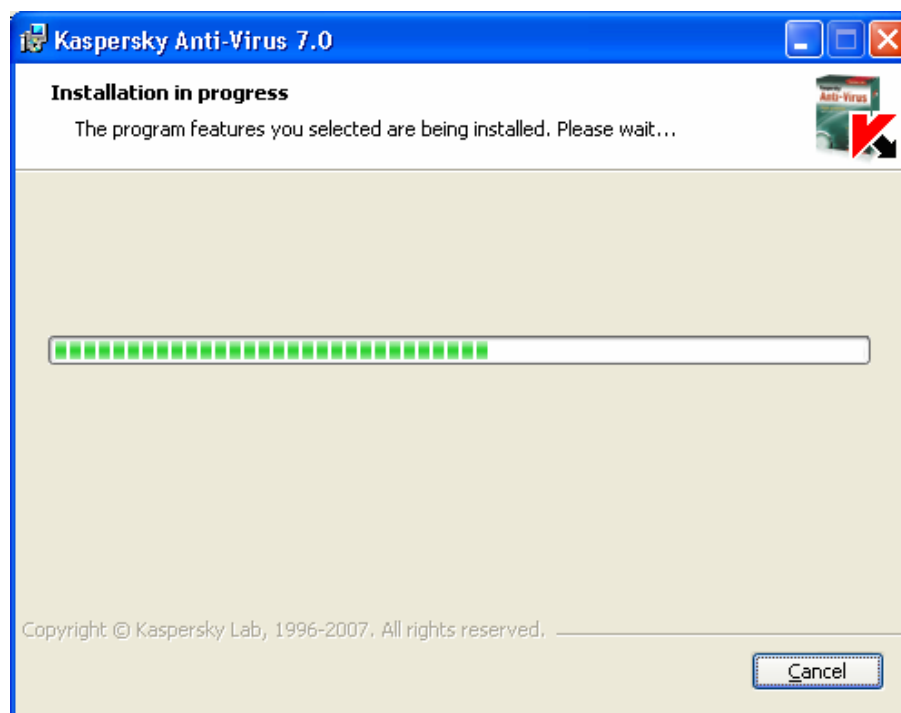 Kaspersky Anti-Virus 7.0
Installation in progress
The program features you selected are being installed. Please wait...
Anti-Virus
Copyright © Kaspersky Lab, 1996-2007. All rights reserved.
Cancel